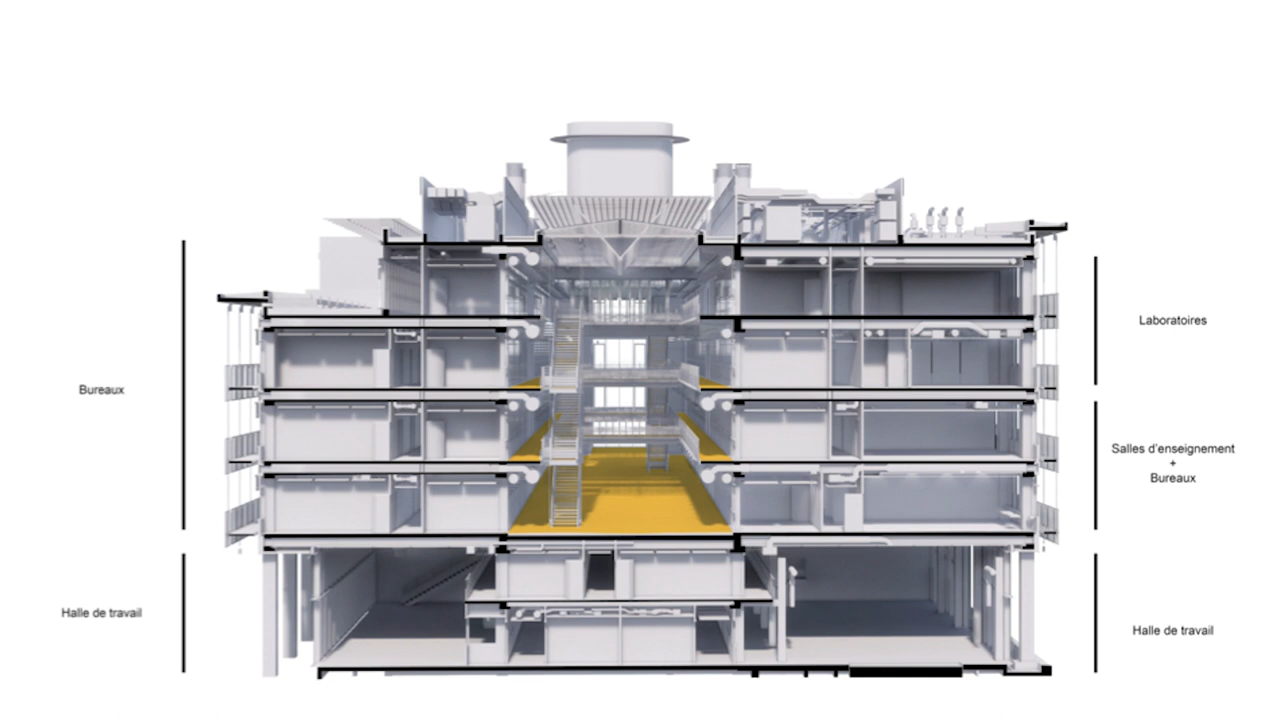 Bureaux
Halle de travail
Laboratoires
Salles d'enseignement
+
Bureaux
Halle de travail